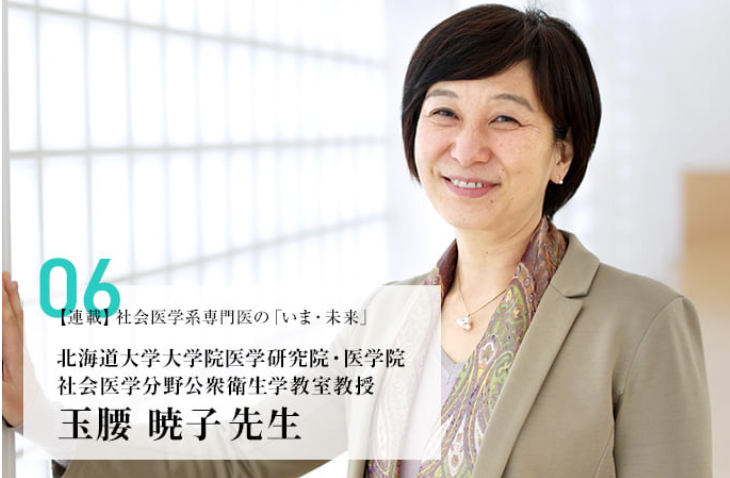 06
【連載】社会医学系専門医の「いま・未来」
北海道大学大学院医学研究院・医学院
社会医学分野公衆衛生学教室教授
玉腰 暁子 先生